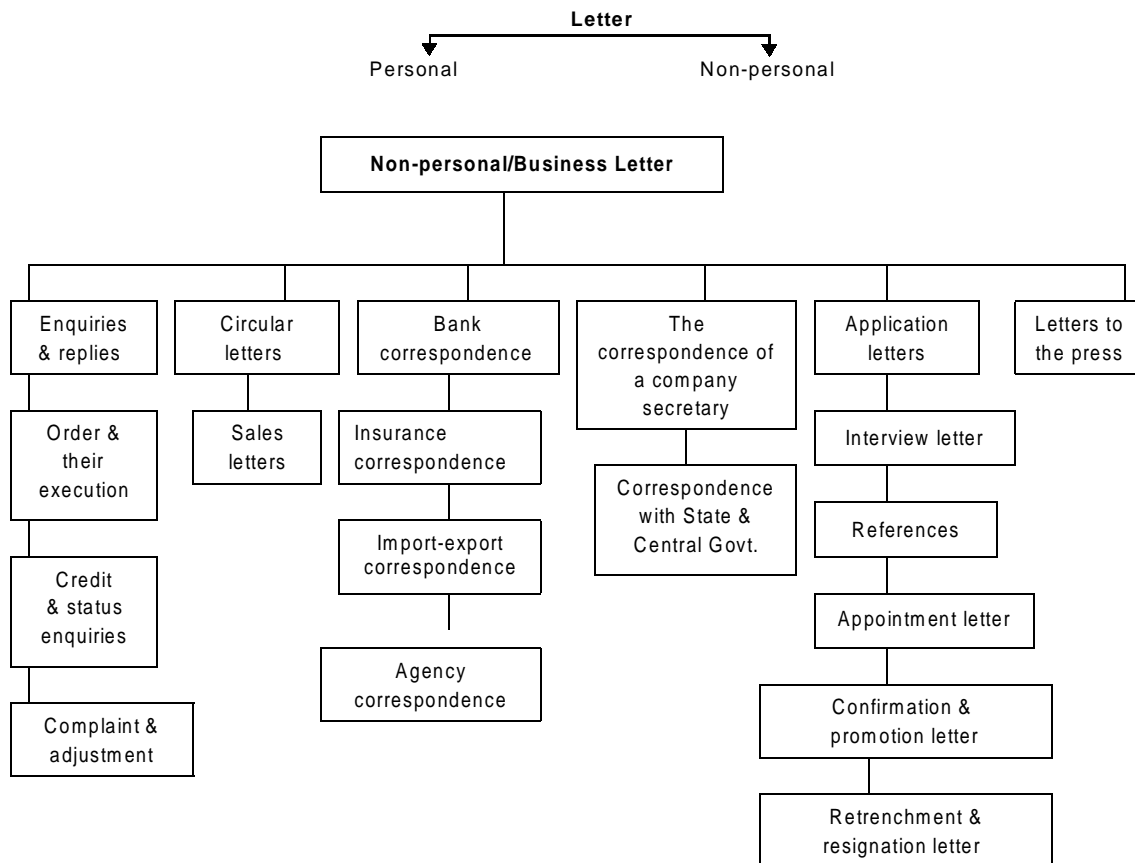 Letter
Personal
Non-personal
Non-personal/Business Letter
Enquiries
& replies
Circular
letters
Bank
correspondence
The
correspondence of
a company
secretary
Application
letters
Letters to
the press
Order &
their
execution
Sales
letters
Insurance
correspondence
Correspondence
with State &
Central Govt.
Interview letter
References
Import-export
correspondence
Credit
& status
enquiries
Appointment letter
Agency
correspondence
Complaint &
adjustment
Confirmation &
promotion letter
Retrenchment &
resignation letter